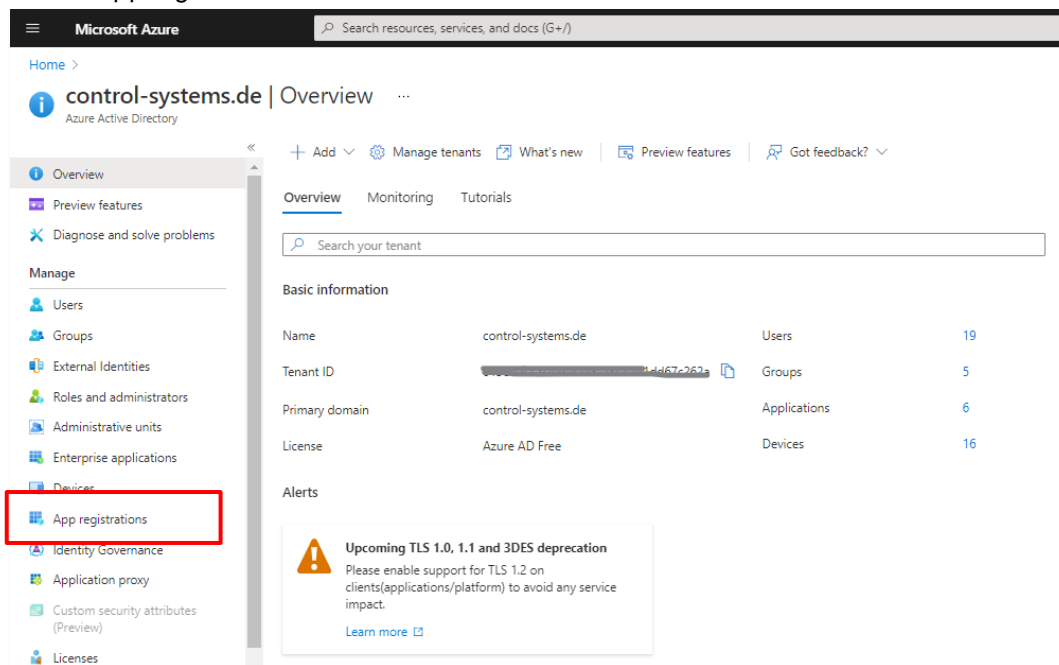 Microsoft Azure
Search resources, services, and docs (G+/)
Home >
control-systems.de | Overview ...
Azure Active Directory
«
Overview
Preview features
Diagnose and solve problems
Manage
Users
Groups
External Identities
Roles and administrators
Administrative units
Enterprise applications
Devices
App registrations
Identity Governance
Application proxy
Custom security attributes
(Preview)
Licenses
+ Add Manage tenants What's new Preview features Got feedback?
Overview Monitoring Tutorials
Search your tenant
Basic information
Name control-systems.de Users 19
Tenant ID Groups 5
Primary domain control-systems.de Applications 6
License Azure AD Free Devices 16
Alerts
Upcoming TLS 1.0, 1.1 and 3DES deprecation
Please enable support for TLS 1.2 on
clients(applications/platform) to avoid any service
impact.
Learn more